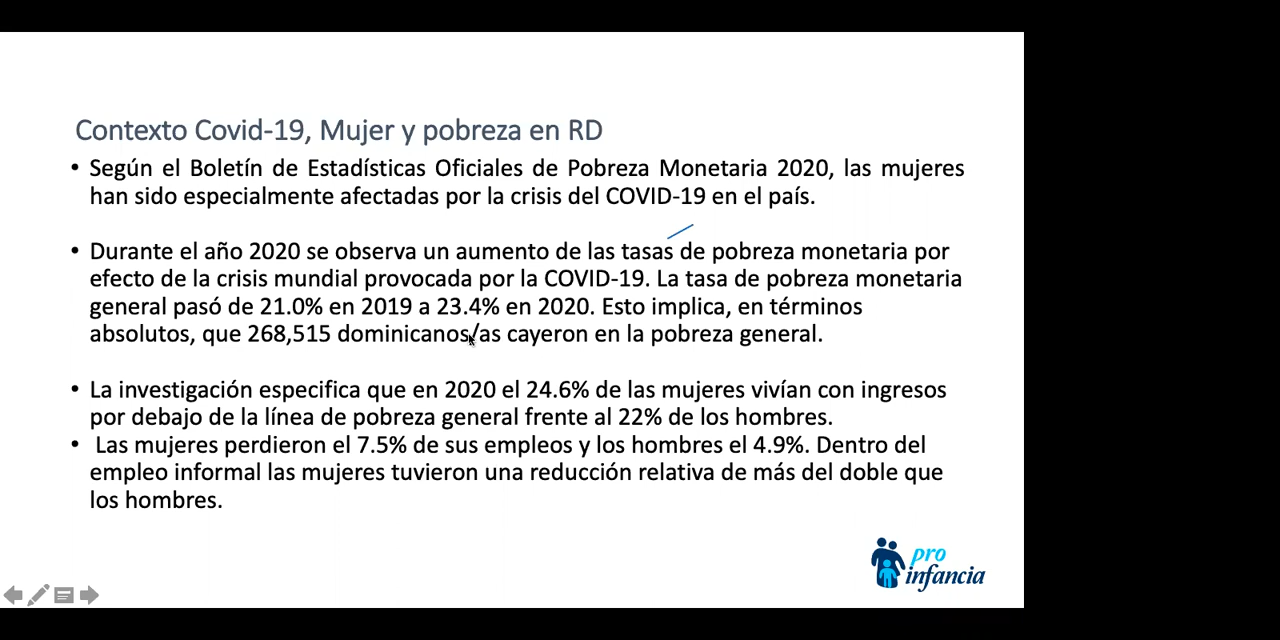 Contexto Covid-19, Mujer y pobreza en RD
• Según el Boletín de Estadísticas Oficiales de Pobreza Monetaria 2020, las mujeres
han sido especialmente afectadas por la crisis del COVID-19 en el país.
• Durante el año 2020 se observa un aumento de las tasas de pobreza monetaria por
efecto de la crisis mundial provocada por la COVID-19. La tasa de pobreza monetaria
general pasó de 21.0% en 2019 a 23.4% en 2020. Esto implica, en términos
absolutos, que 268,515 dominicanos/as cayeron en la pobreza general.
• La investigación especifica que en 2020 el 24.6% de las mujeres vivían con ingresos
por debajo de la línea de pobreza general frente al 22% de los hombres.
• Las mujeres perdieron el 7.5% de sus empleos y los hombres el 4.9%. Dentro del
empleo informal las mujeres tuvieron una reducción relativa de más del doble que
los hombres.
pro
infancia